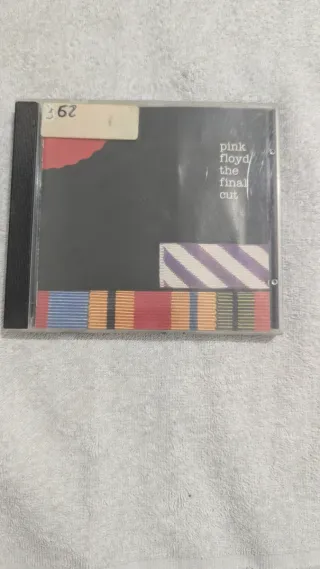 362
pink
floyd
the
final
cut